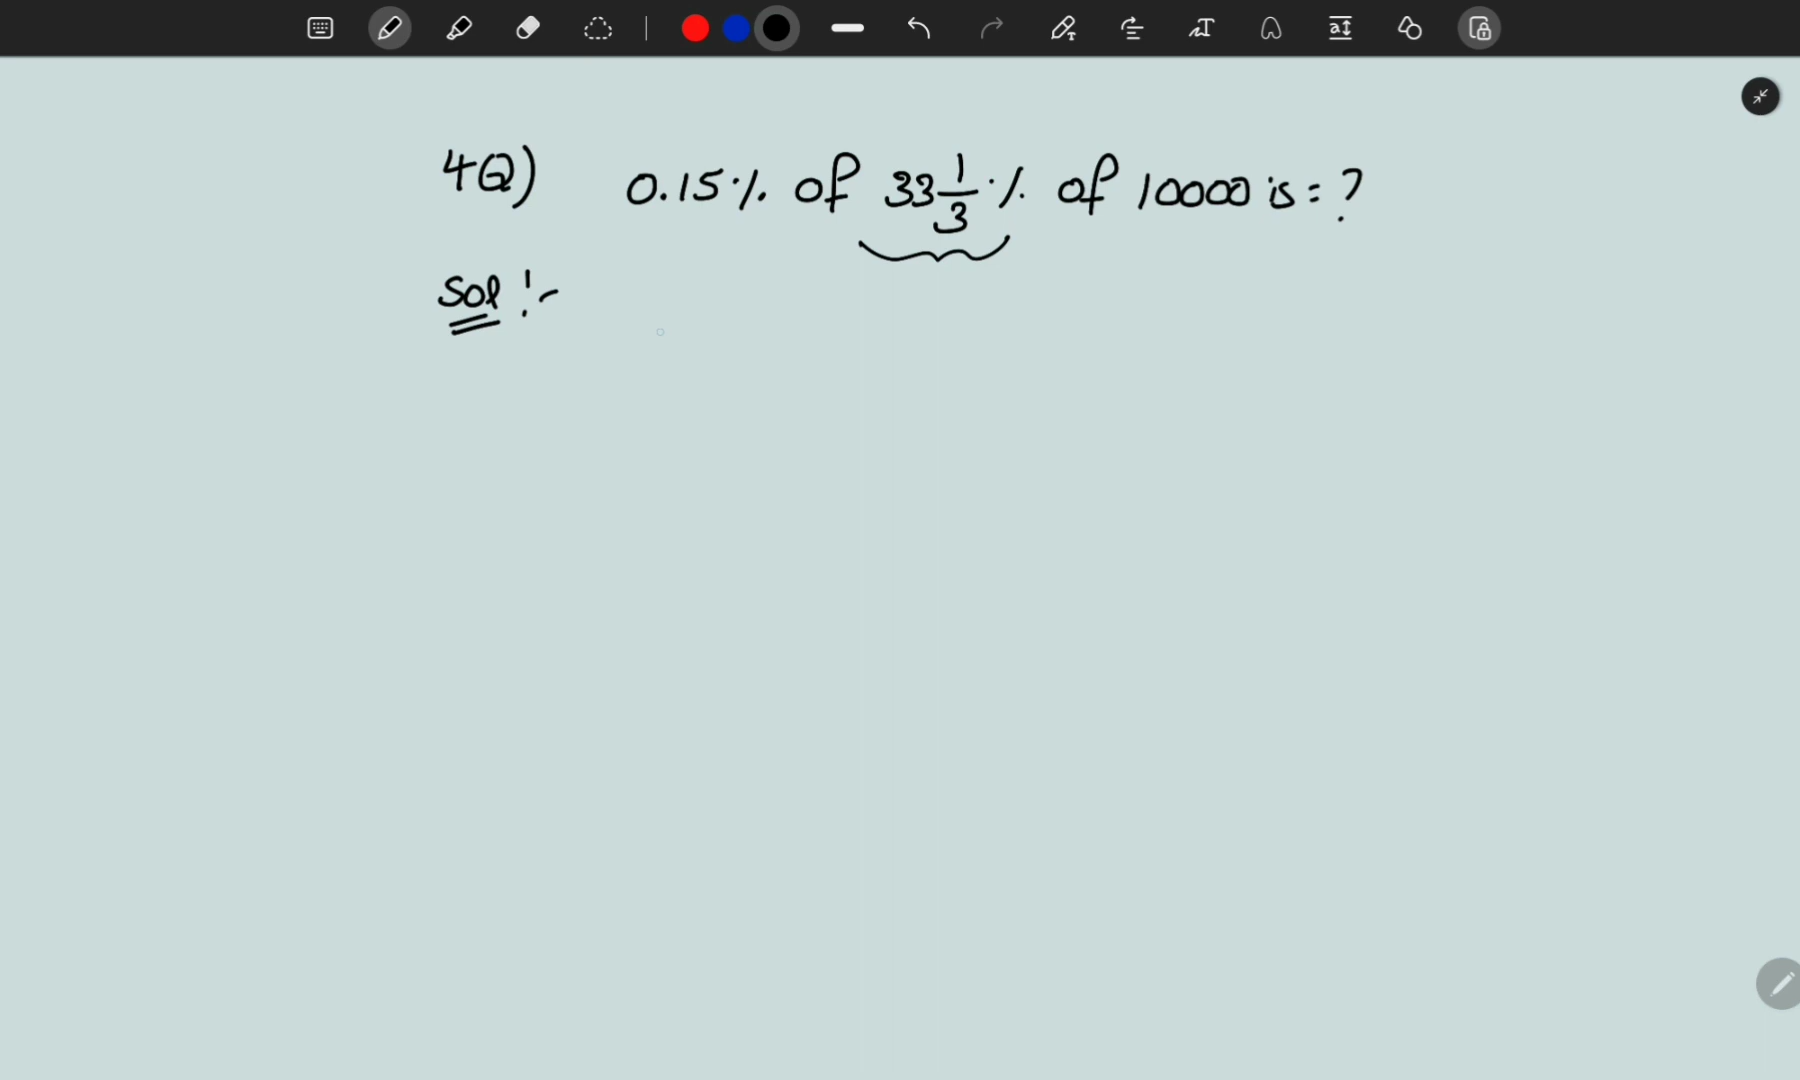 4Q) 0.15% of 33 1/3 % of 10000 is = ?
Sol :-